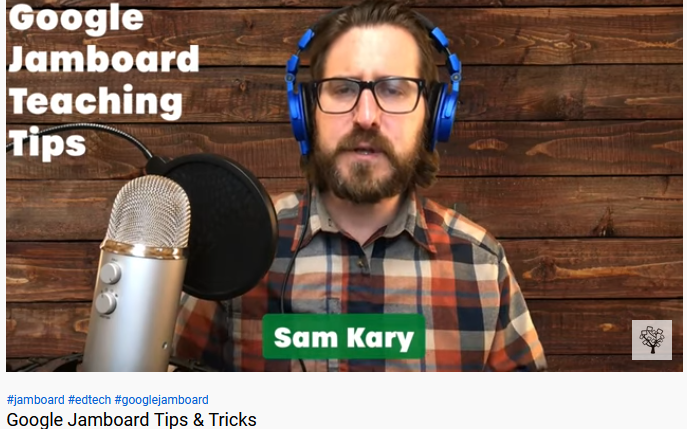 Google
Jamboard
Teaching
Tips
Sam Kary
#jamboard #edtech #googlejamboard
Google Jamboard Tips & Tricks